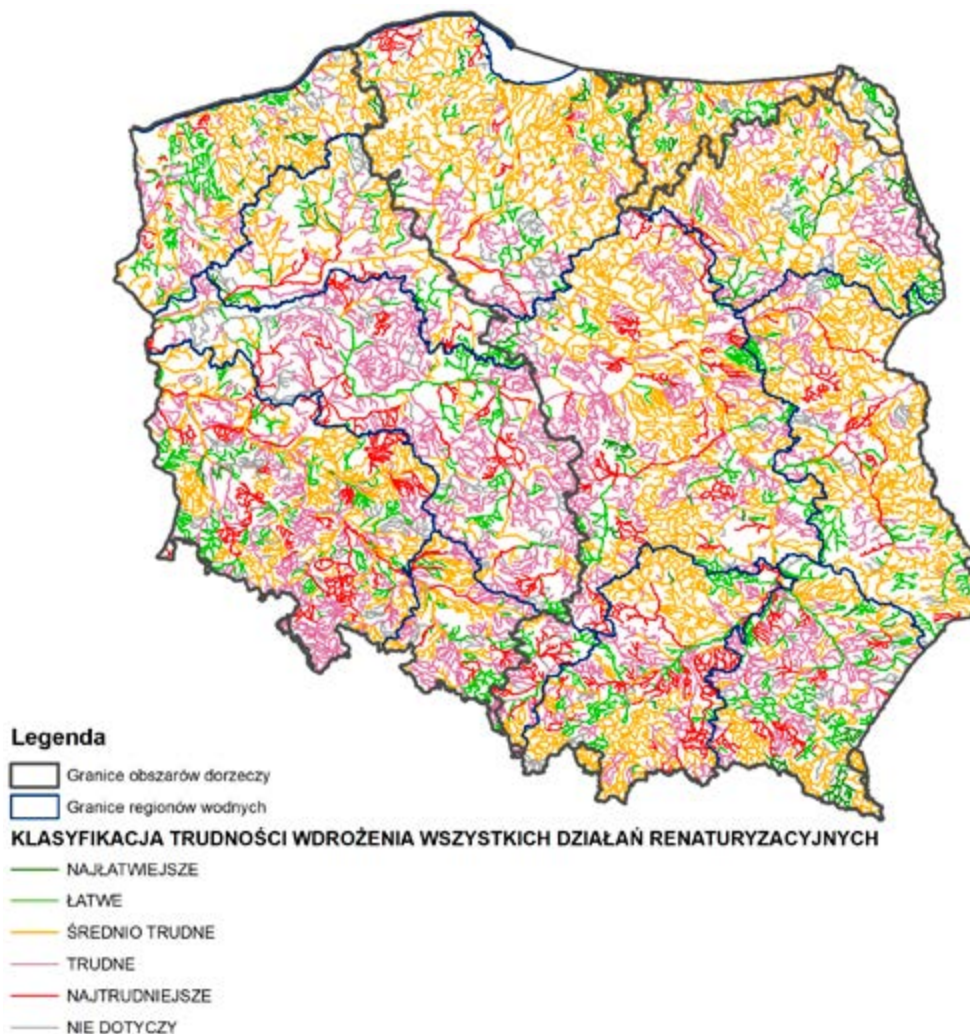 Legenda
Granice obszarów dorzeczy
Granice regionów wodnych
KLASYFIKACJA TRUDNOŚCI WDROŻENIA WSZYSTKICH DZIAŁAŃ RENATURYZACYJNYCH
NAJŁATWIEJSZE
ŁATWE
ŚREDNIO TRUDNE
TRUDNE
NAJTRUDNIEJSZE
NIE DOTYCZY